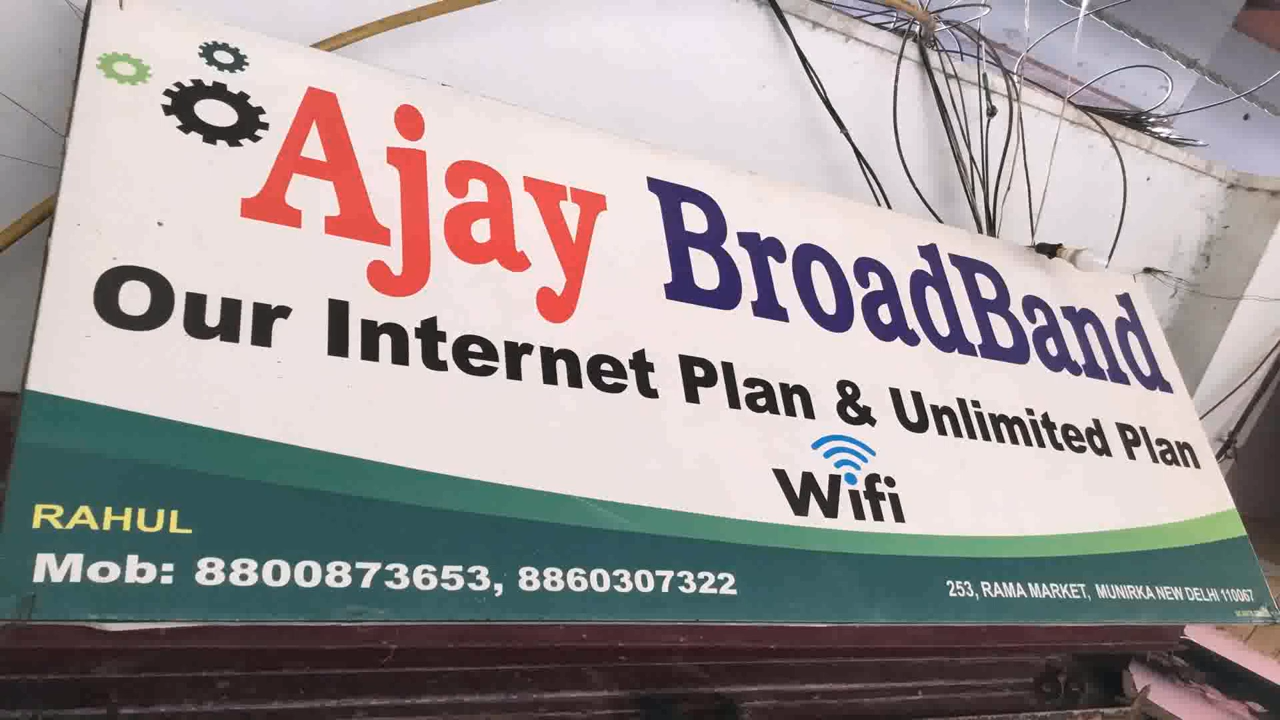 Ajay BroadBand
Our Internet Plan & Unlimited Plan
Wifi
RAHUL
Mob: 8800873653, 8860307322
253, RAMA MARKET, MUNIRKA NEW DELHI 110067